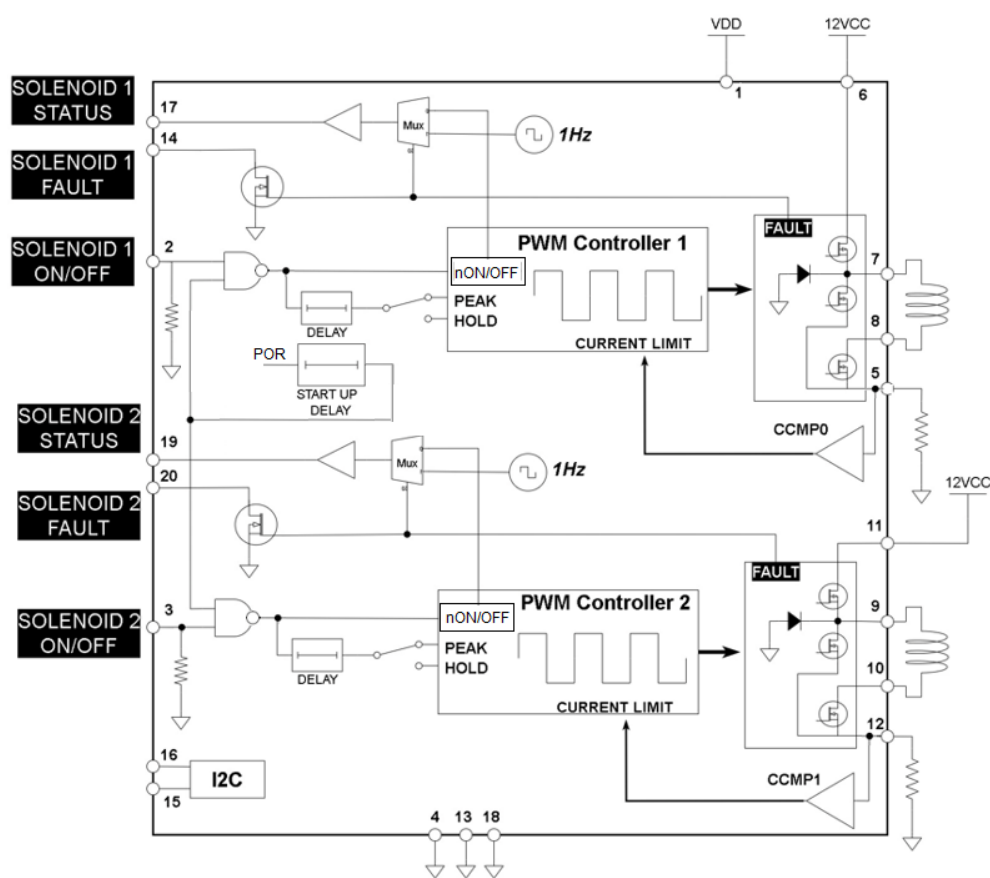 VDD
12VCC
SOLENOID 1
STATUS
17
1
6
Mux
1Hz
14
SOLENOID 1
FAULT
FAULT
SOLENOID 1
ON/OFF
2
PWM Controller 1
7
nON/OFF
PEAK
HOLD
DELAY
8
CURRENT LIMIT
POR
START UP
DELAY
5
SOLENOID 2
STATUS
19
CCMP0
Mux
1Hz
20
12VCC
SOLENOID 2
FAULT
11
FAULT
SOLENOID 2
ON/OFF
3
PWM Controller 2
9
nON/OFF
PEAK
HOLD
DELAY
10
CURRENT LIMIT
12
16
I2C
15
CCMP1
4 13 18